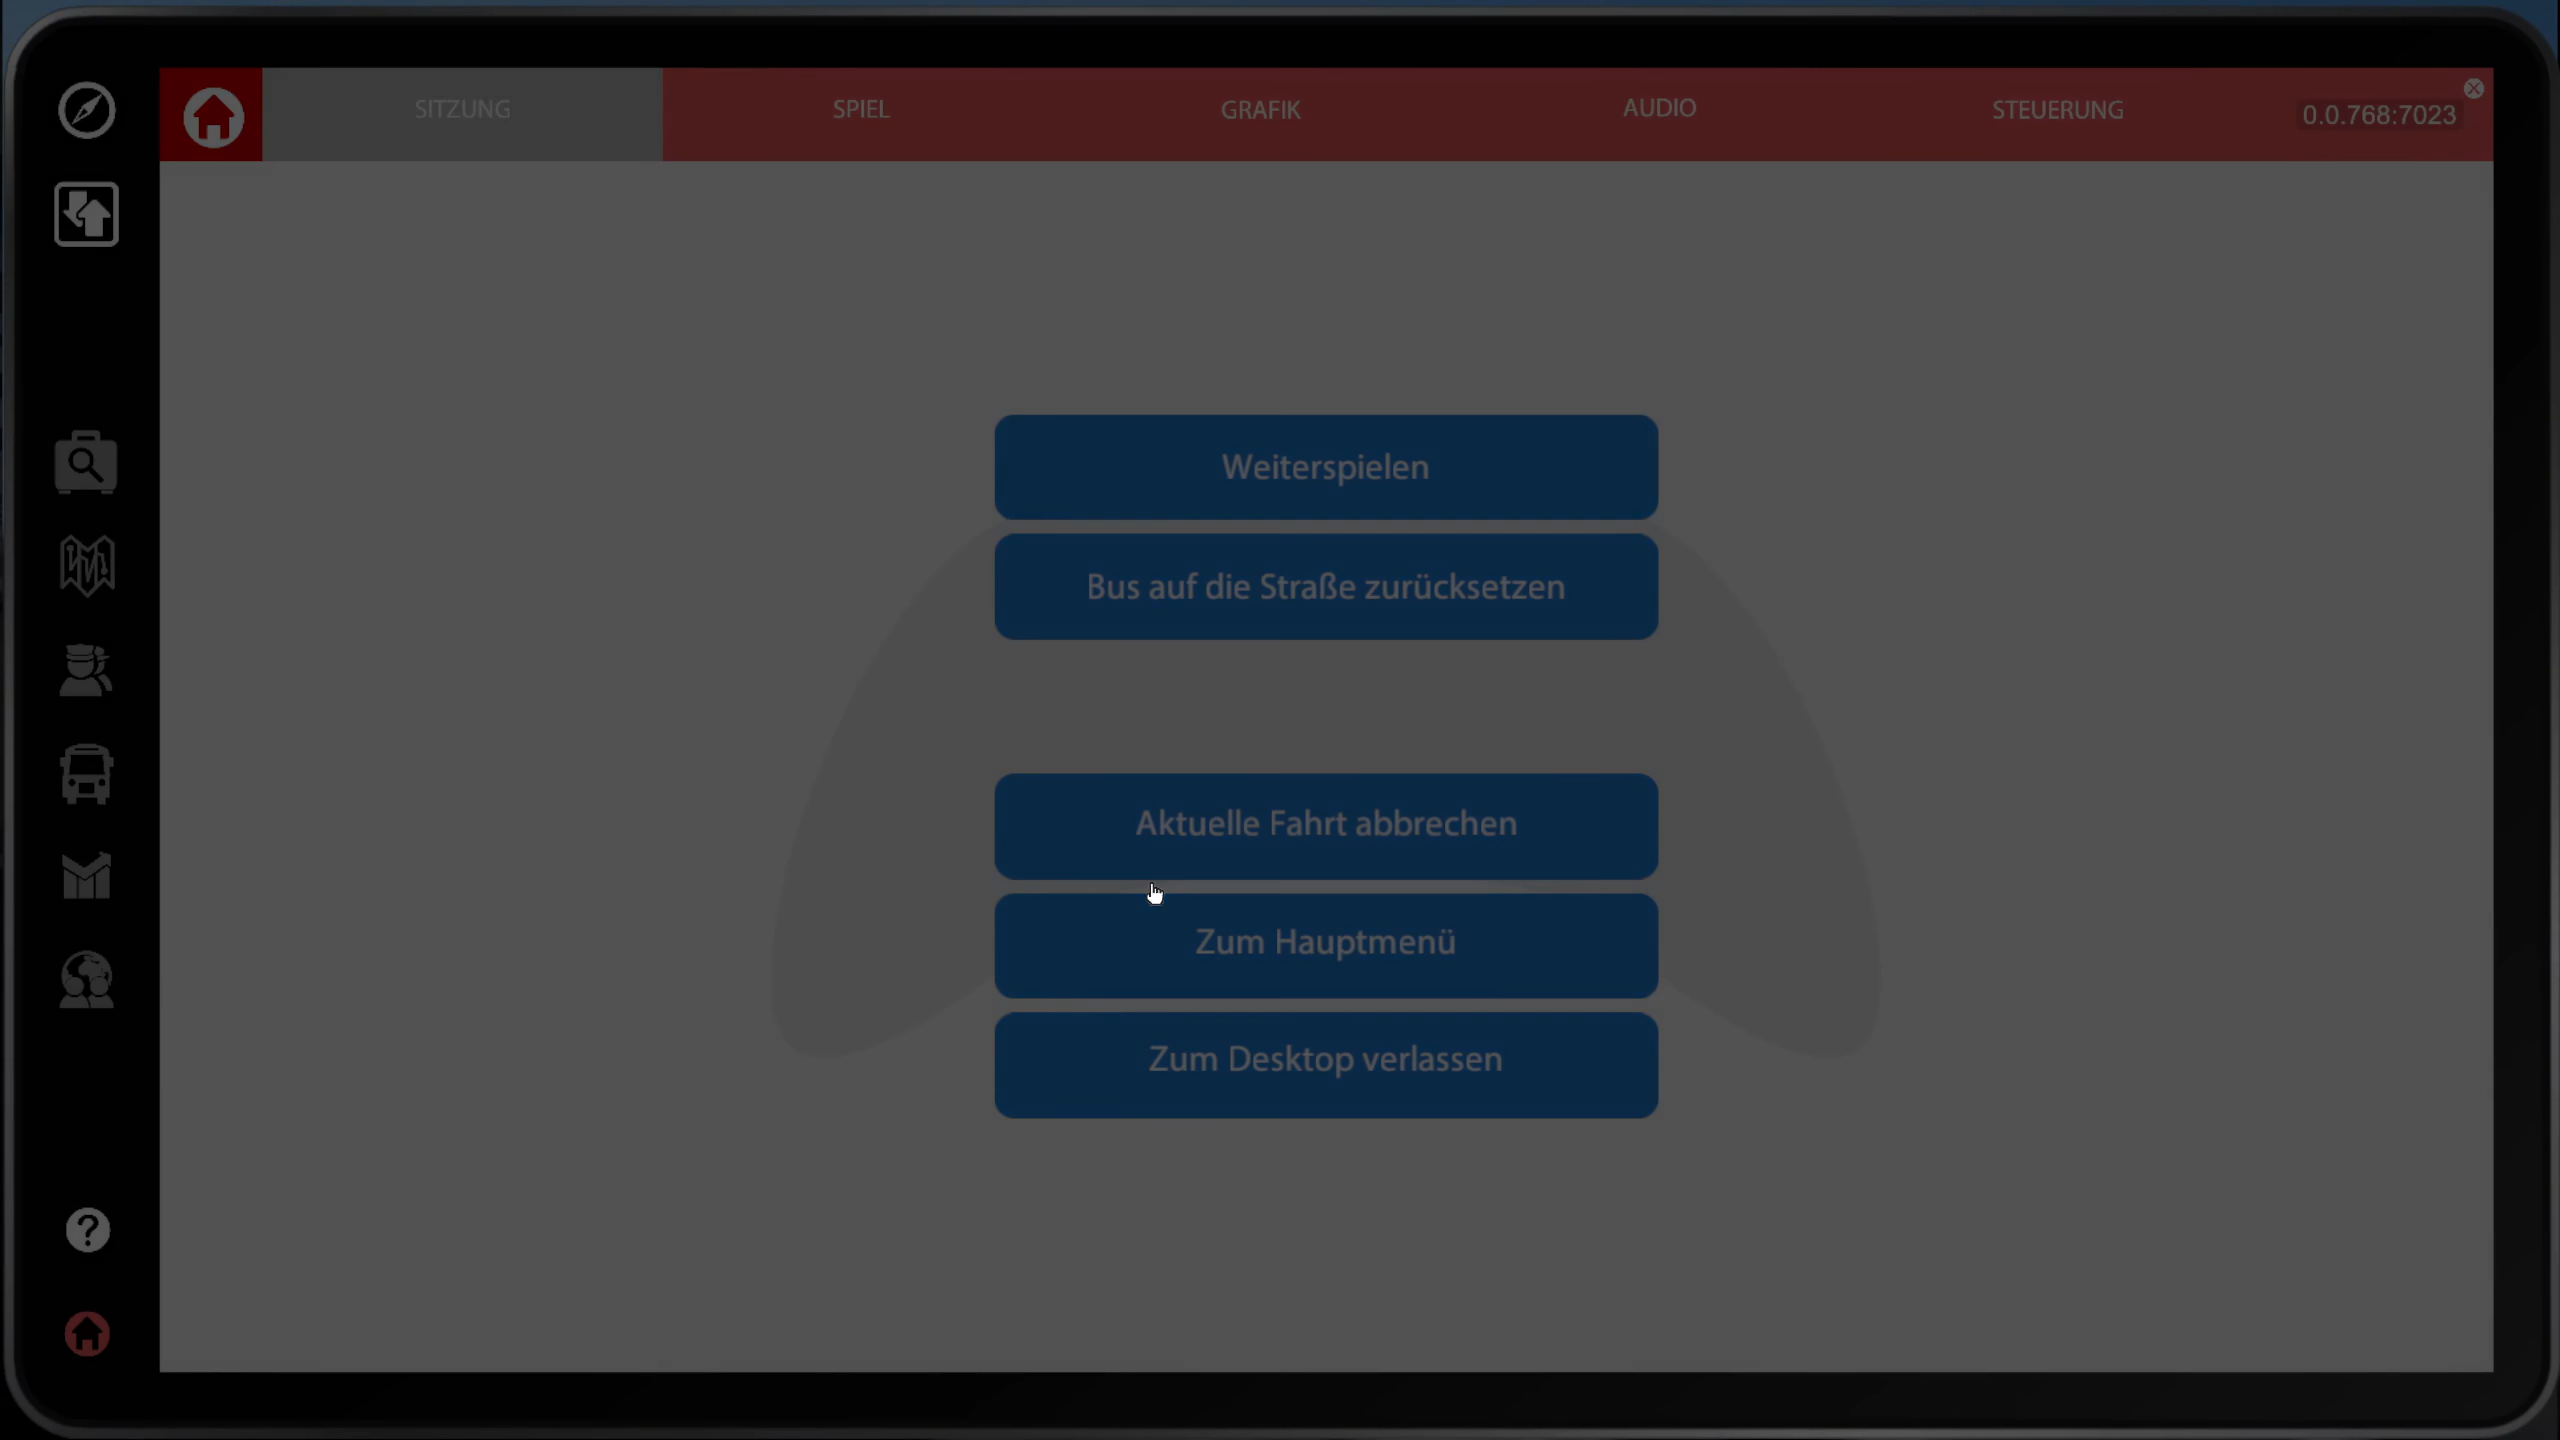 SITZUNG
SPIEL
GRAFIK
AUDIO
STEUERUNG
0.0.768:7023
Weiterspielen
Bus auf die Straße zurücksetzen
Aktuelle Fahrt abbrechen
Zum Hauptmenü
Zum Desktop verlassen